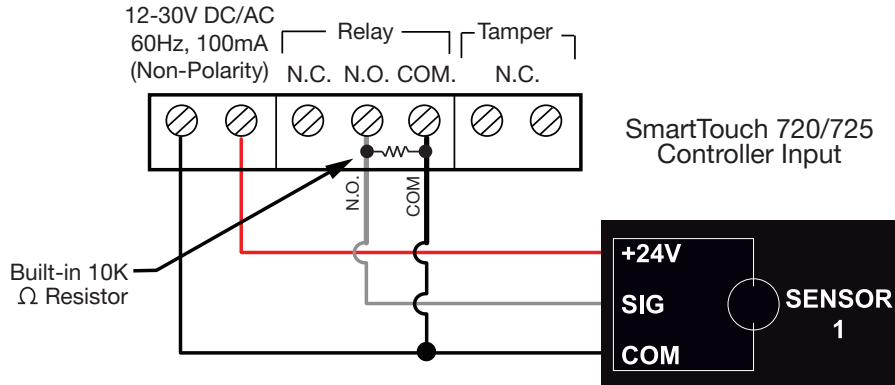 12-30V DC/AC
60Hz, 100mA
(Non-Polarity)
Relay
Tamper
N.C. N.O. COM.
N.C.
SmartTouch 720/725
Controller Input
N.O.
COM
Built-in 10K
Ω Resistor
+24V
SIG
COM
SENSOR
1